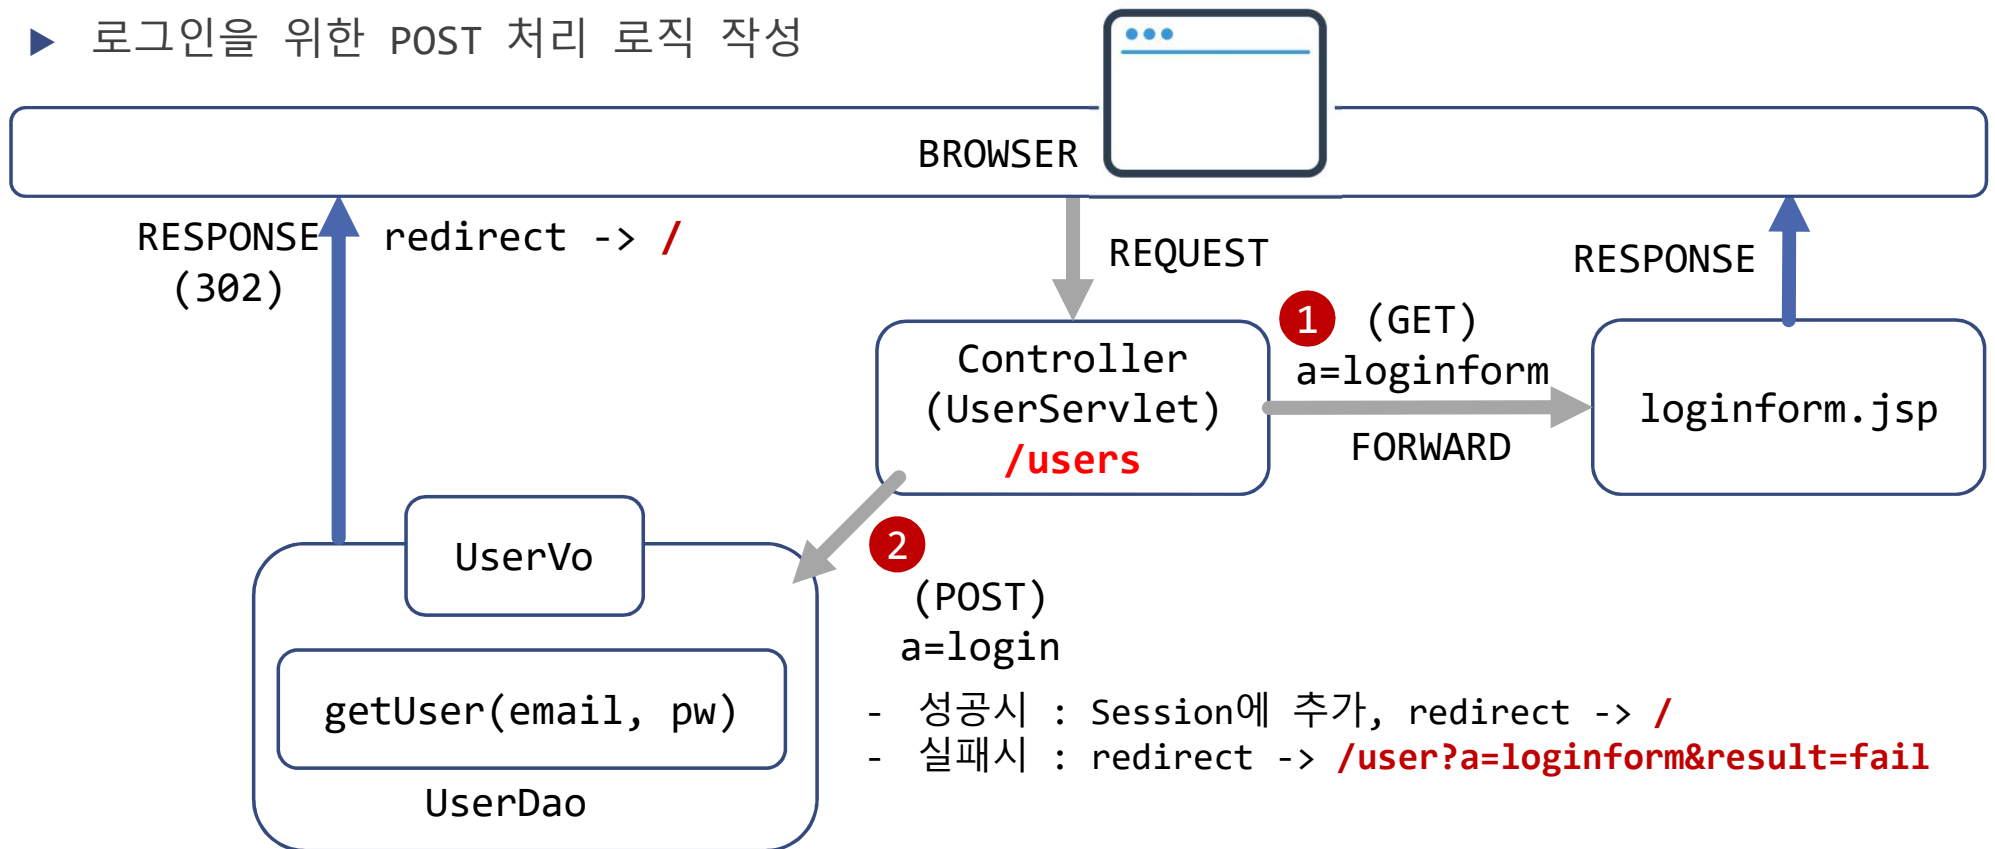 ▶ 로그인을 위한 POST 처리 로직 작성
BROWSER
RESPONSE
(302)
redirect -> /
REQUEST
RESPONSE
Controller
(UserServlet)
/users
1 (GET)
a=loginform
FORWARD
loginform.jsp
UserVo
getUser(email, pw)
UserDao
2
(POST)
a=login
- 성공시 : Session에 추가, redirect -> /
- 실패시 : redirect -> /user?a=loginform&result=fail